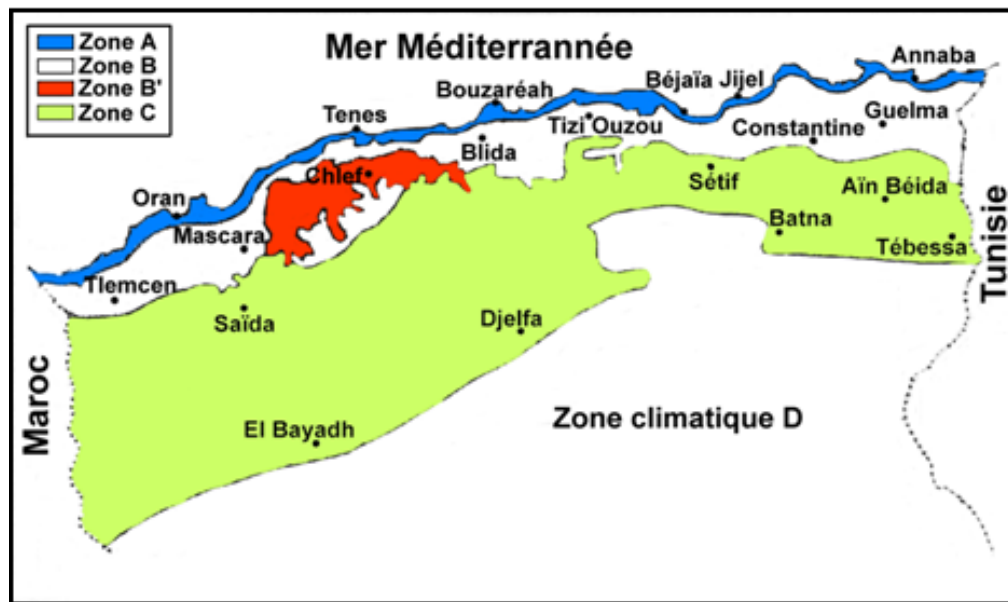 Zone A
Zone B
Zone B'
Zone C
Mer Méditerrannée
Annaba
Béjaïa Jijel
Bouzaréah
Guelma
Tenes
Tizi Ouzou
Constantine
Blida
Chlef
Sétif
Aïn Béida
Oran
Batna
Mascara
Tébessa
Tlemcen
Saïda
Djelfa
Tunisie
Maroc
El Bayadh
Zone climatique D